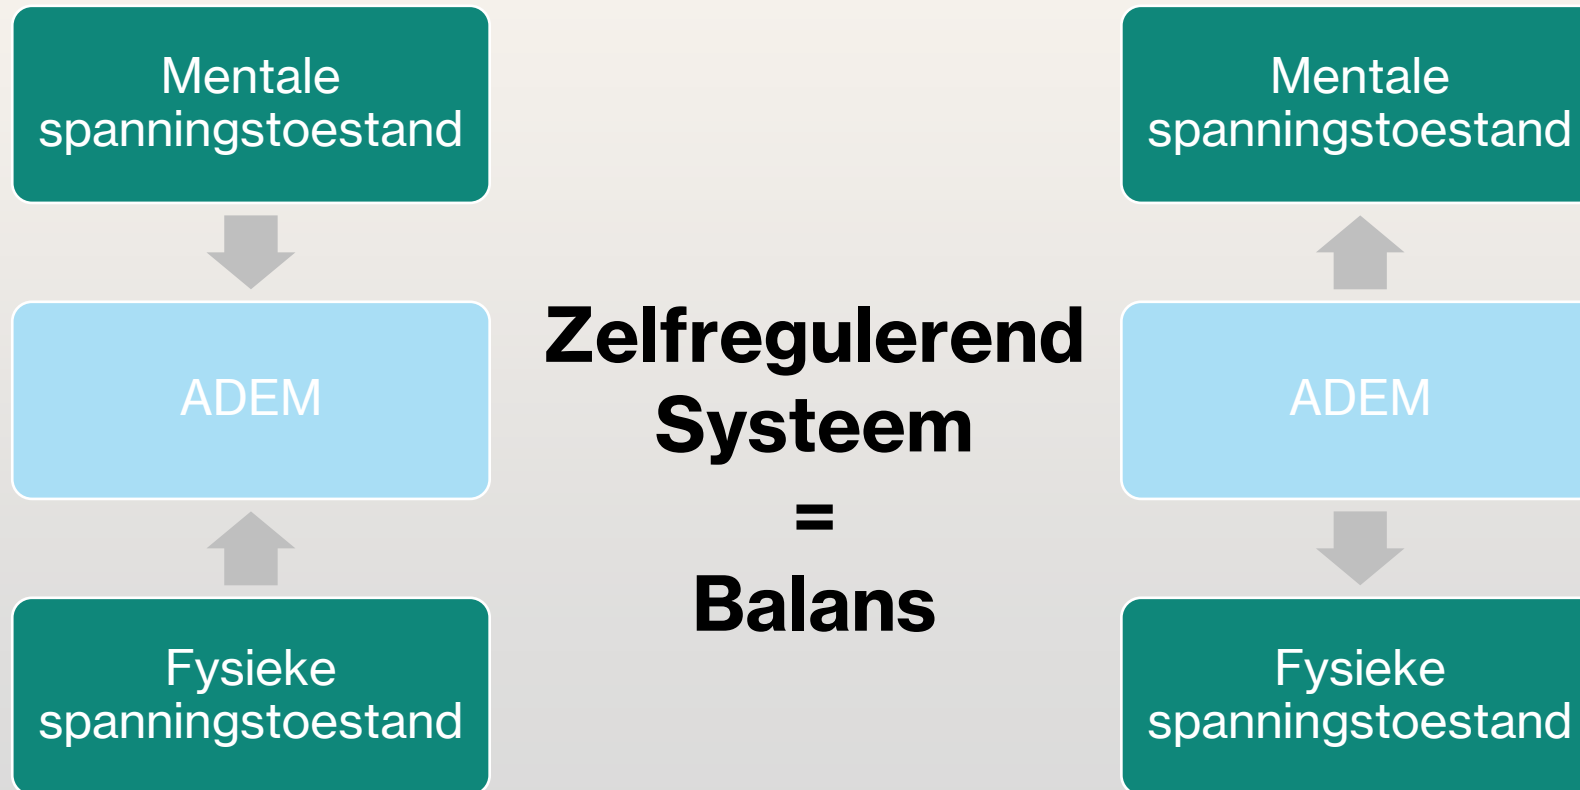 Mentale
spanningstoestand
ADEM
Fysieke
spanningstoestand
Zelfregulerend
Systeem
=
Balans
Mentale
spanningstoestand
ADEM
Fysieke
spanningstoestand